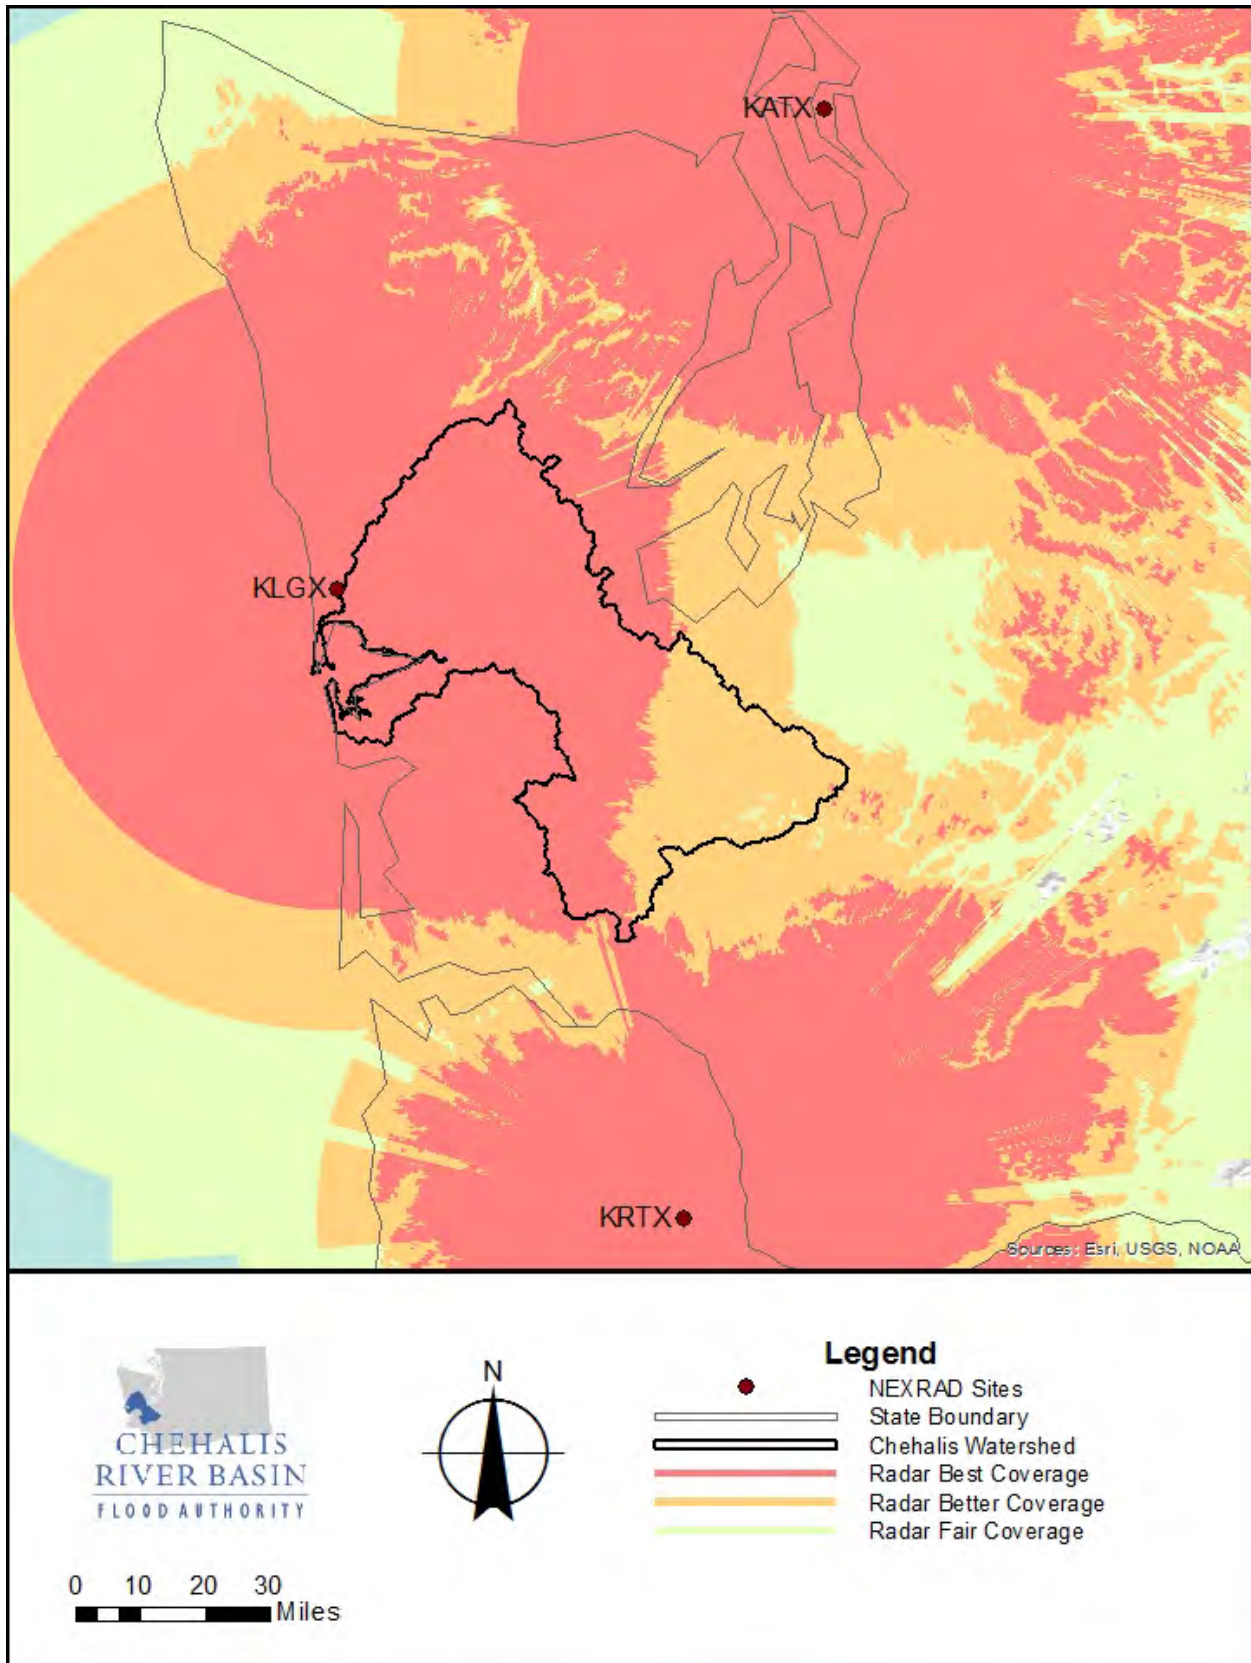 KATX
KLGX
KRTX
Sources: Esri, USGS, NOAA
CHEHALIS
RIVER BASIN
FLOOD AUTHORITY
N
Legend
NEXRAD Sites
State Boundary
Chehalis Watershed
Radar Best Coverage
Radar Better Coverage
Radar Fair Coverage
0 10 20 30
Miles